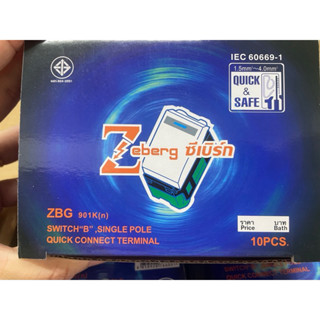 IEC 60669-1
1.5mm²~4.0mm²
QUICK
&
SAFE
Zeberg ซีเบิร์ก
ZBG 901K(n)
SWITCH"B" ,SINGLE POLE
QUICK CONNECT TERMINAL
ราคา บาท
Price Bath
10PCS.